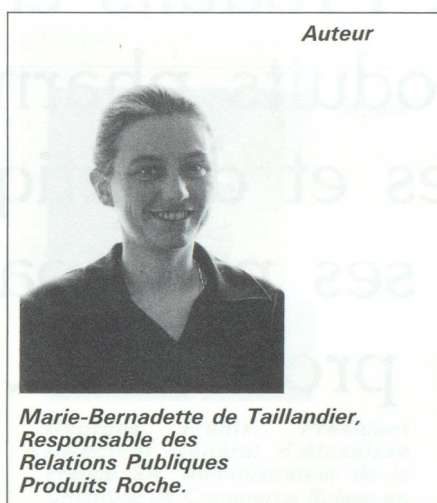 Auteur
Marie-Bernadette de Taillandier,
Responsable des
Relations Publiques
Produits Roche.